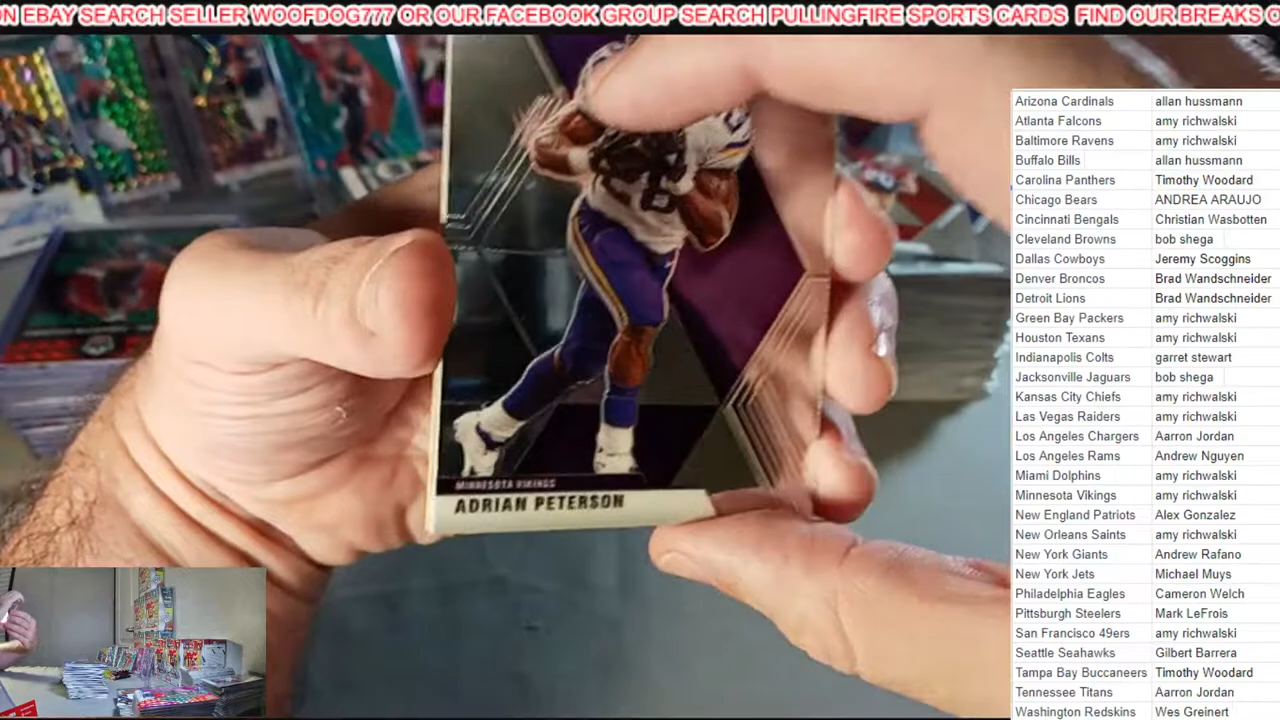 ON EBAY SEARCH SELLER WOOFDOG777 OR OUR FACEBOOK GROUP SEARCH PULLINGFIRE SPORTS CARDS FIND OUR BREAKS O
Arizona Cardinals allan hussmann
Atlanta Falcons amy richwalski
Baltimore Ravens amy richwalski
Buffalo Bills allan hussmann
Carolina Panthers Timothy Woodard
Chicago Bears ANDREA ARAUJO
Cincinnati Bengals Christian Wasbotten
Cleveland Browns bob shega
Dallas Cowboys Jeremy Scoggins
Denver Broncos Brad Wandschneider
Detroit Lions Brad Wandschneider
Green Bay Packers amy richwalski
Houston Texans amy richwalski
Indianapolis Colts garret stewart
Jacksonville Jaguars bob shega
Kansas City Chiefs amy richwalski
Las Vegas Raiders amy richwalski
Los Angeles Chargers Aarron Jordan
Los Angeles Rams Andrew Nguyen
Miami Dolphins amy richwalski
Minnesota Vikings amy richwalski
New England Patriots Alex Gonzalez
New Orleans Saints amy richwalski
New York Giants Andrew Rafano
New York Jets Michael Muys
Philadelphia Eagles Cameron Welch
Pittsburgh Steelers Mark LeFrois
San Francisco 49ers amy richwalski
Seattle Seahawks Gilbert Barrera
Tampa Bay Buccaneers Timothy Woodard
Tennessee Titans Aarron Jordan
Washington Redskins Wes Greinert
MINNESOTA VIKINGS
ADRIAN PETERSON